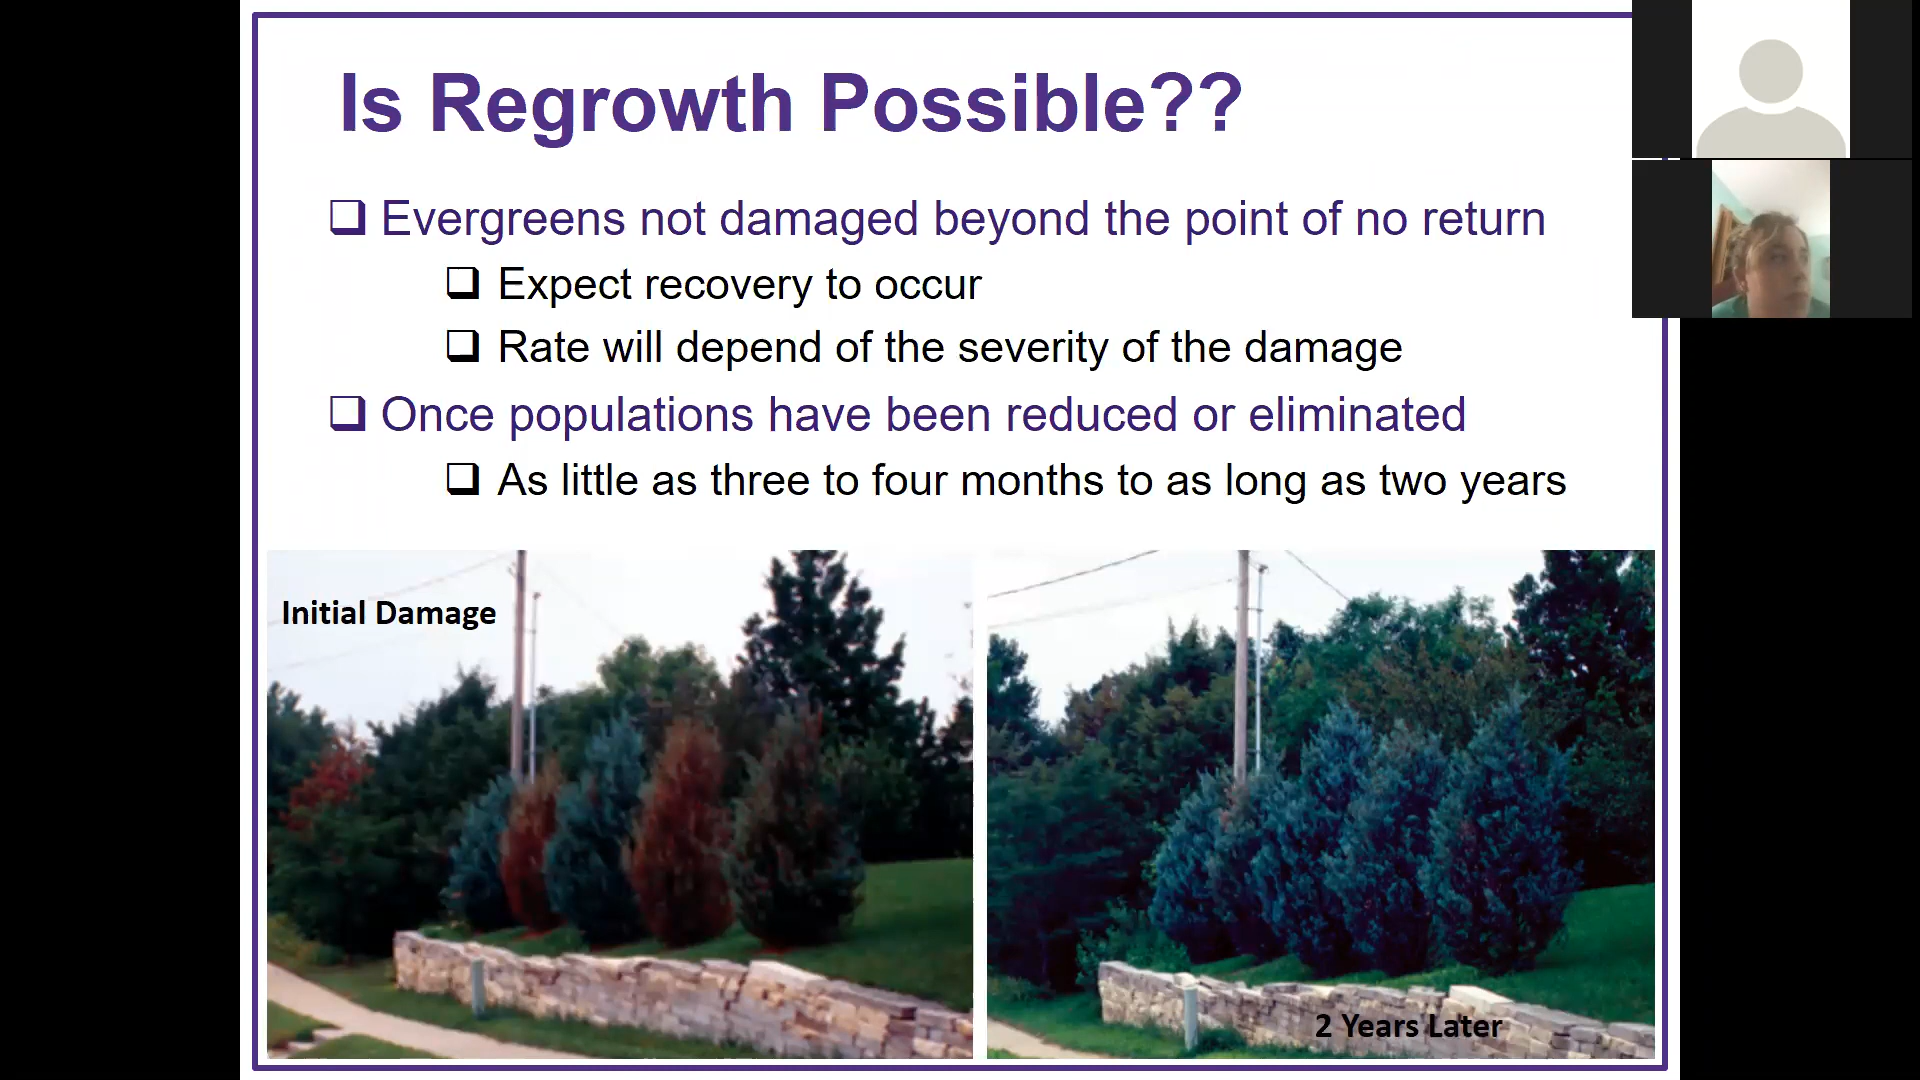 Is Regrowth Possible??
Evergreens not damaged beyond the point of no return
Expect recovery to occur
Rate will depend of the severity of the damage
Once populations have been reduced or eliminated
As little as three to four months to as long as two years
Initial Damage
2 Years Later